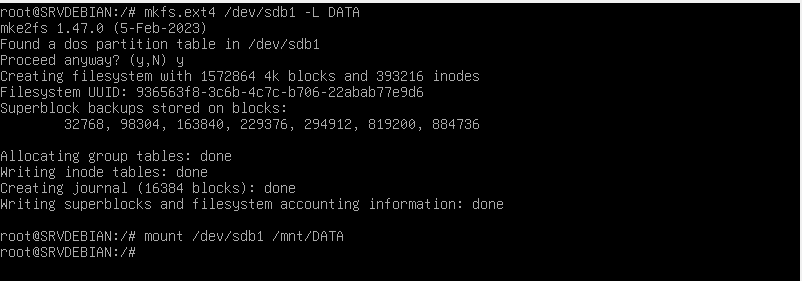 root@SRVDEBIAN:/# mkfs.ext4 /dev/sdb1 -L DATA
mke2fs 1.47.0 (5-Feb-2023)
Found a dos partition table in /dev/sdb1
Proceed anyway? (y,N) y
Creating filesystem with 1572864 4k blocks and 393216 inodes
Filesystem UUID: 936563f8-3c6b-4c7c-b706-22abab77e9d6
Superblock backups stored on blocks:
        32768, 98304, 163840, 229376, 294912, 819200, 884736

Allocating group tables: done
Writing inode tables: done
Creating journal (16384 blocks): done
Writing superblocks and filesystem accounting information: done

root@SRVDEBIAN:/# mount /dev/sdb1 /mnt/DATA
root@SRVDEBIAN:/#